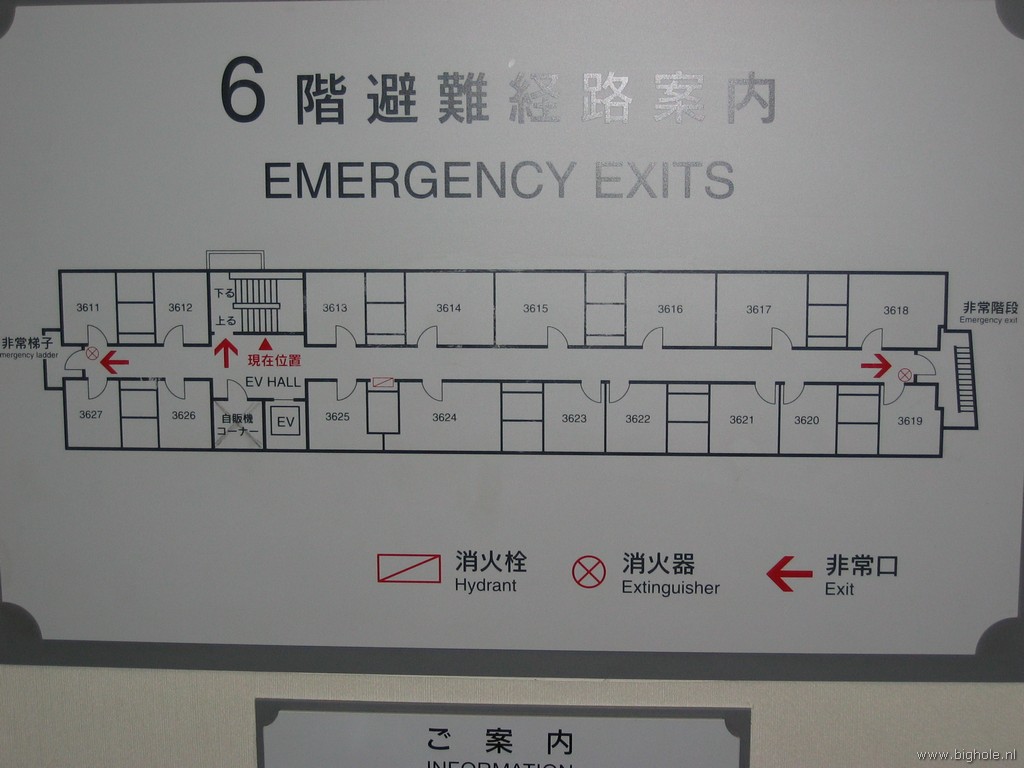 6階避難経路案内
EMERGENCY EXITS
3611
3612
下る
上る
3613
3614
3615
3616
3617
3618
非常階段
Emergency exit
非常梯子
mergency ladder
現在位置
EV HALL
3627
3626
自販機
コーナー
EV
3625
3624
3623
3622
3621
3620
3619
消火栓
Hydrant
消火器
Extinguisher
非常口
Exit
ご案内
INFORMATION
www.bighole.nl